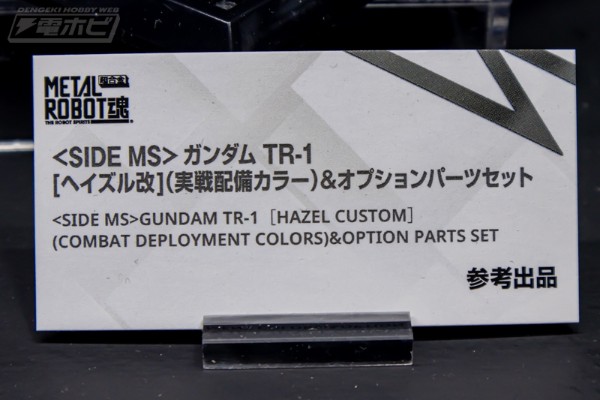 DENGEKI HOBBY WEB
電ホビ
METAL
ROBOT魂
超合金
THE ROBOT SPIRITS
<SIDE MS> ガンダム TR-1
[ヘイズル改](実戦配備カラー)&オプションパーツセット
<SIDE MS>GUNDAM TR-1 [HAZEL CUSTOM]
(COMBAT DEPLOYMENT COLORS)&OPTION PARTS SET
参考出品